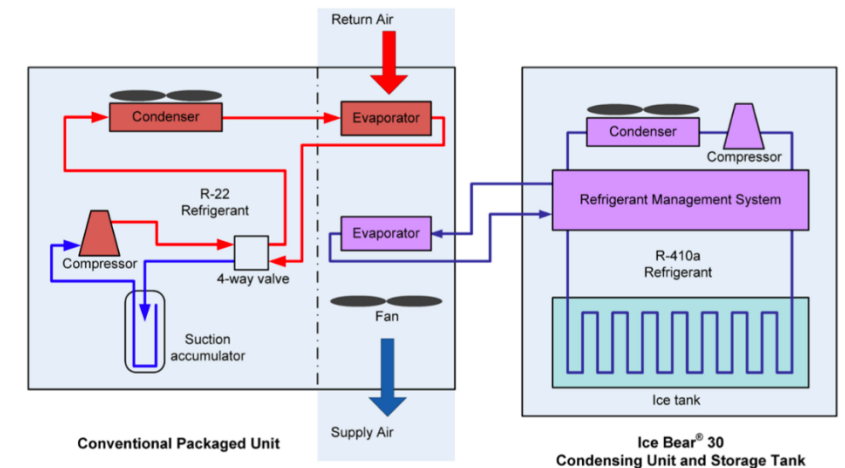 Return Air
Condenser
Evaporator
R-22
Refrigerant
Compressor
4-way valve
Suction
accumulator
Evaporator
Fan
Supply Air
Conventional Packaged Unit
Condenser
Compressor
Refrigerant Management System
R-410a
Refrigerant
Ice tank
Ice Bear® 30
Condensing Unit and Storage Tank